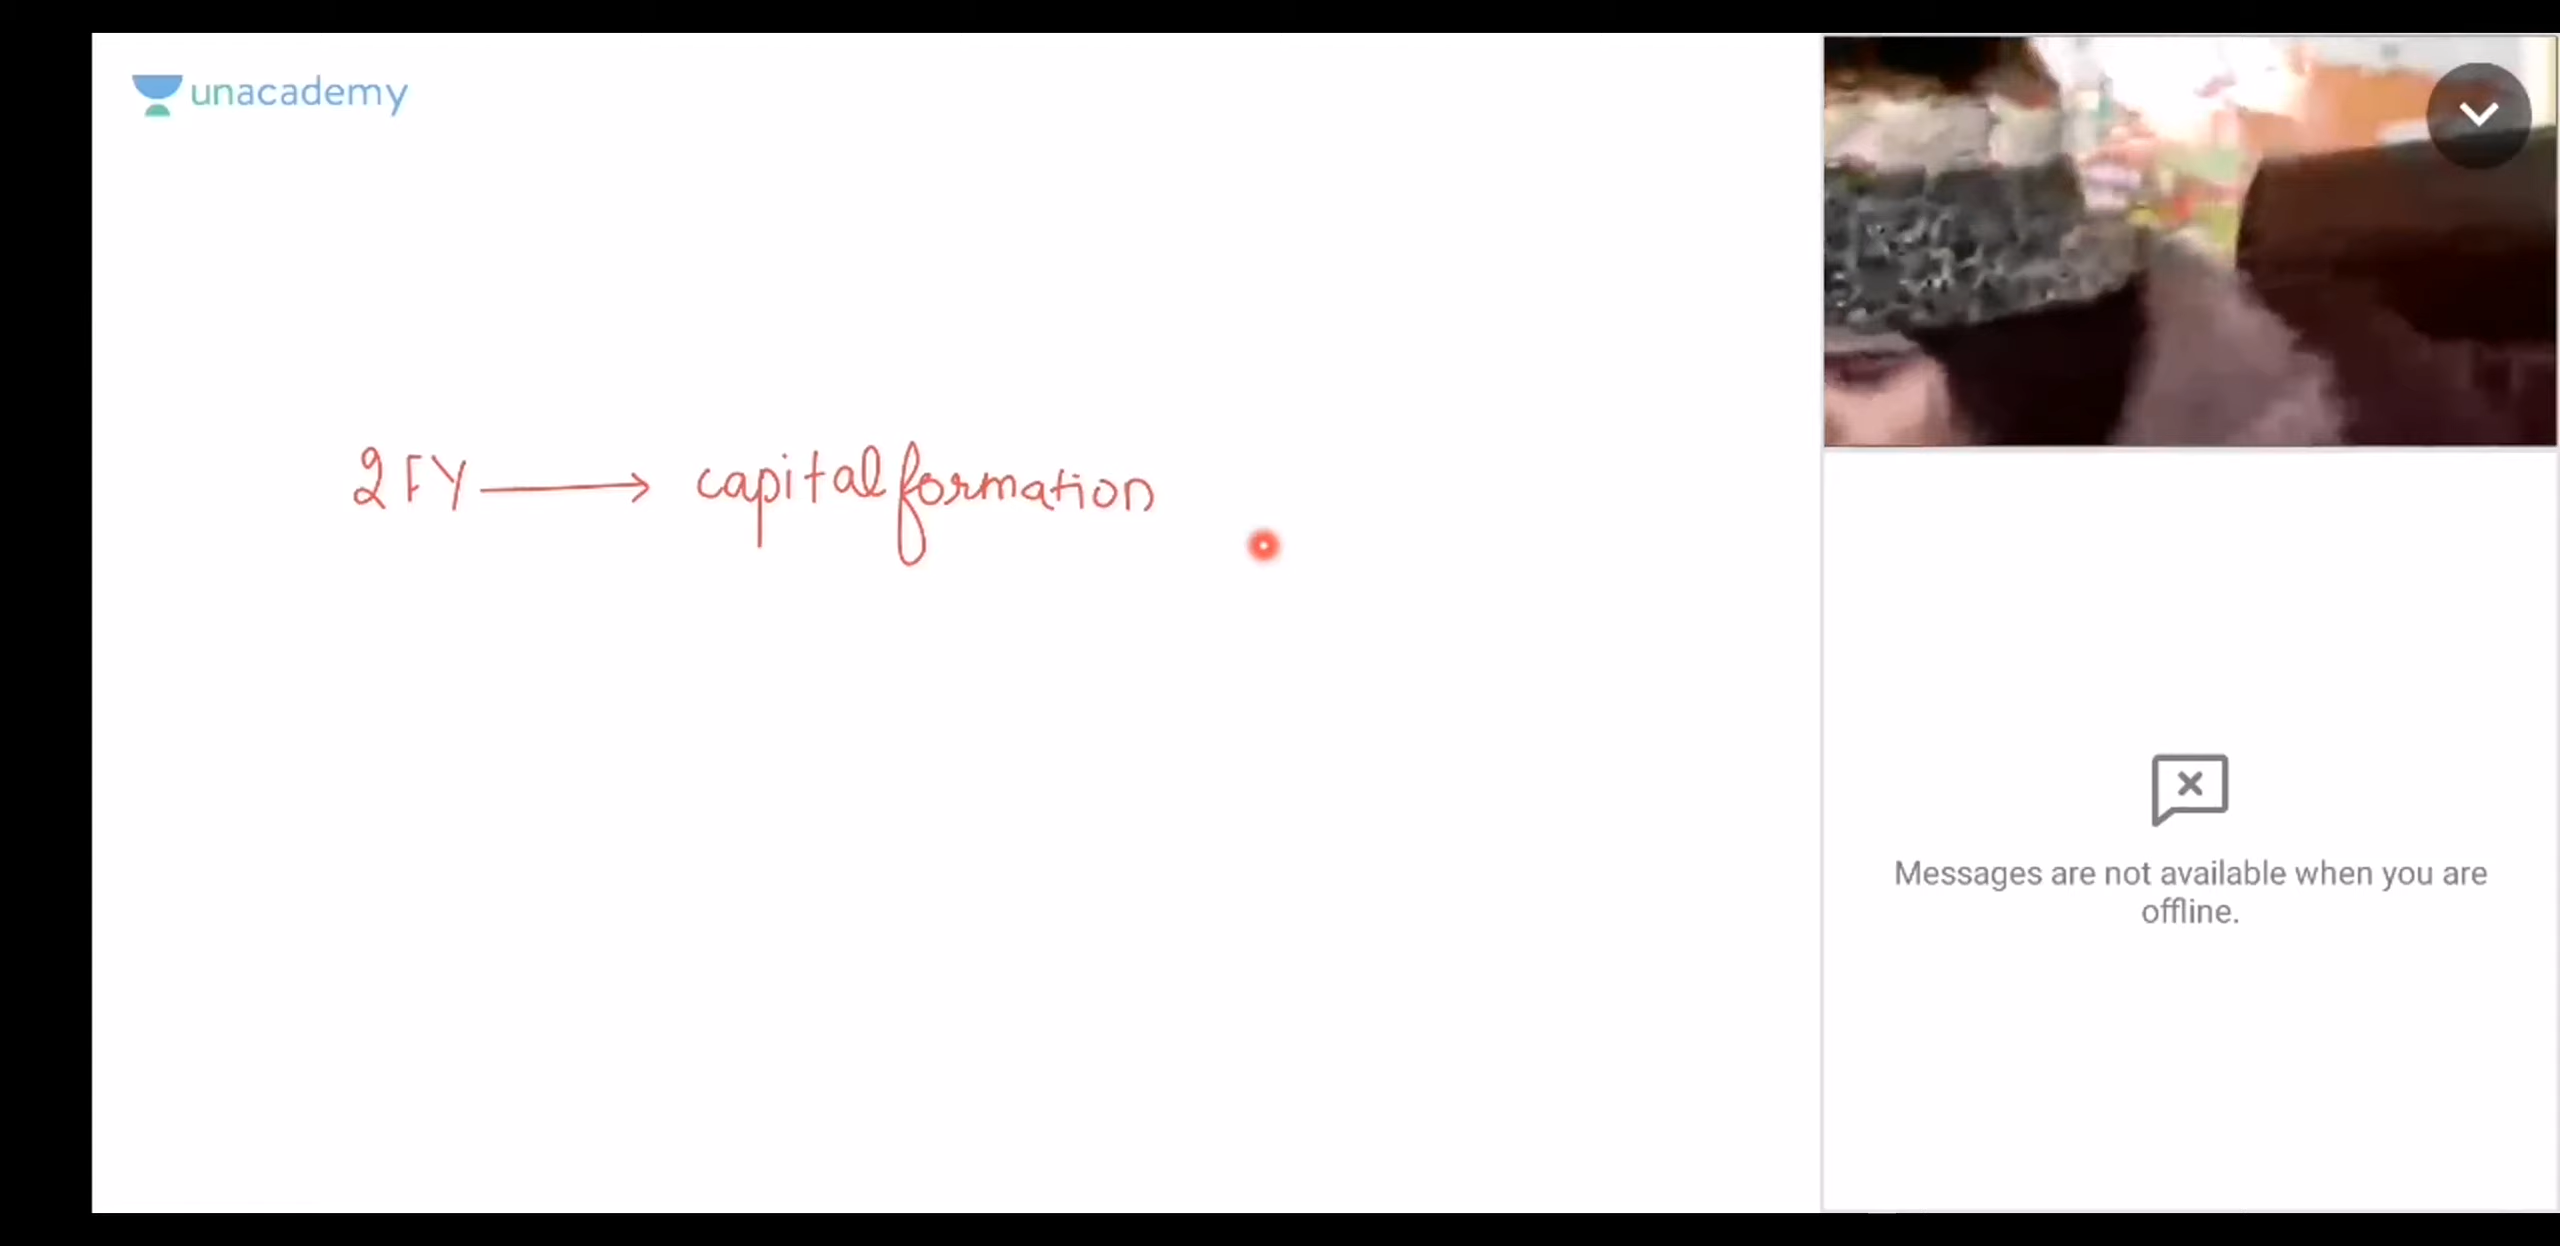 unacademy
2FY → capital formation
Messages are not available when you are
offline.